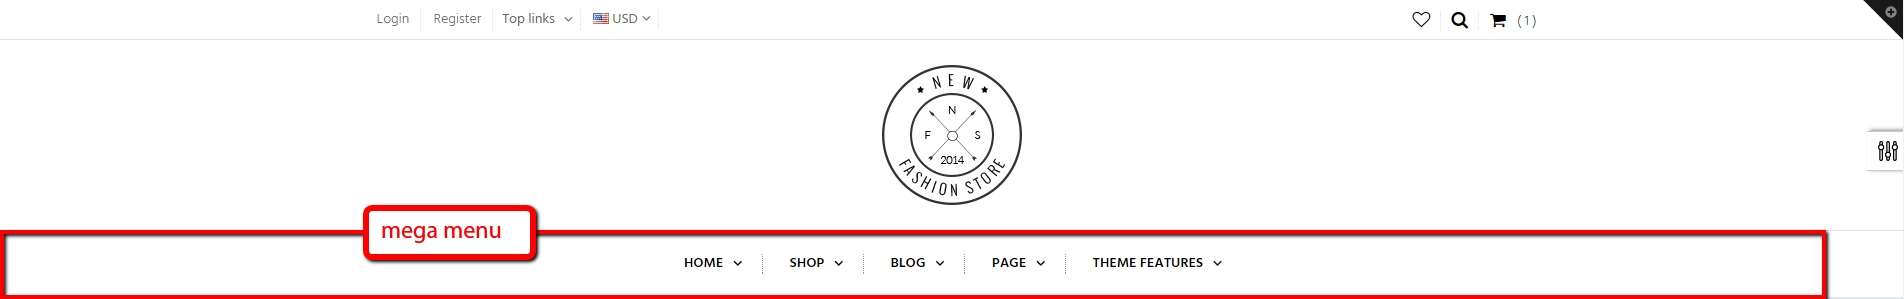 Login Register Top links USD (1)
NEW
N
F S
2014
FASHION STORE
mega menu
HOME SHOP BLOG PAGE THEME FEATURES